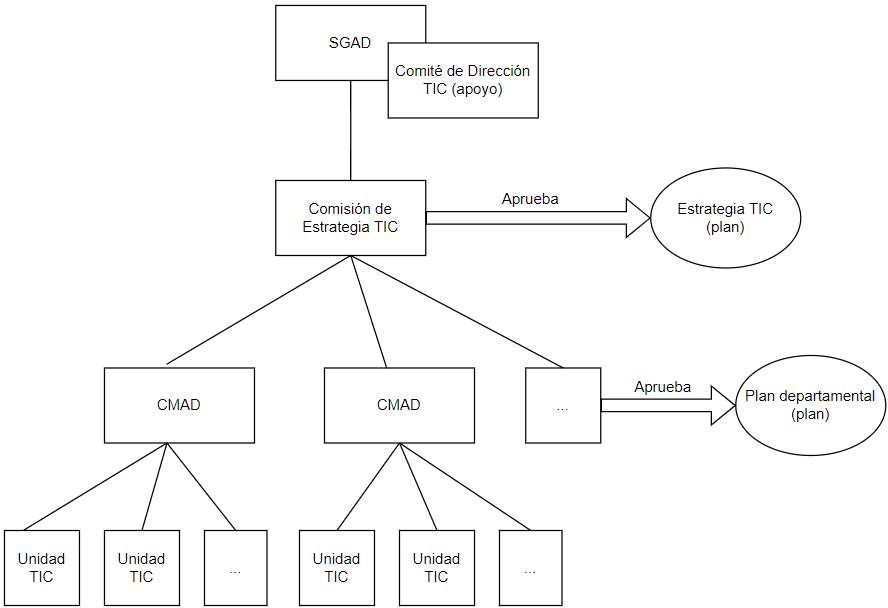 SGAD
Comité de Dirección
TIC (apoyo)
Comisión de
Estrategia TIC
Aprueba
Estrategia TIC
(plan)
CMAD
CMAD
...
Aprueba
Plan departamental
(plan)
Unidad
TIC
Unidad
TIC
...
Unidad
TIC
Unidad
TIC
...